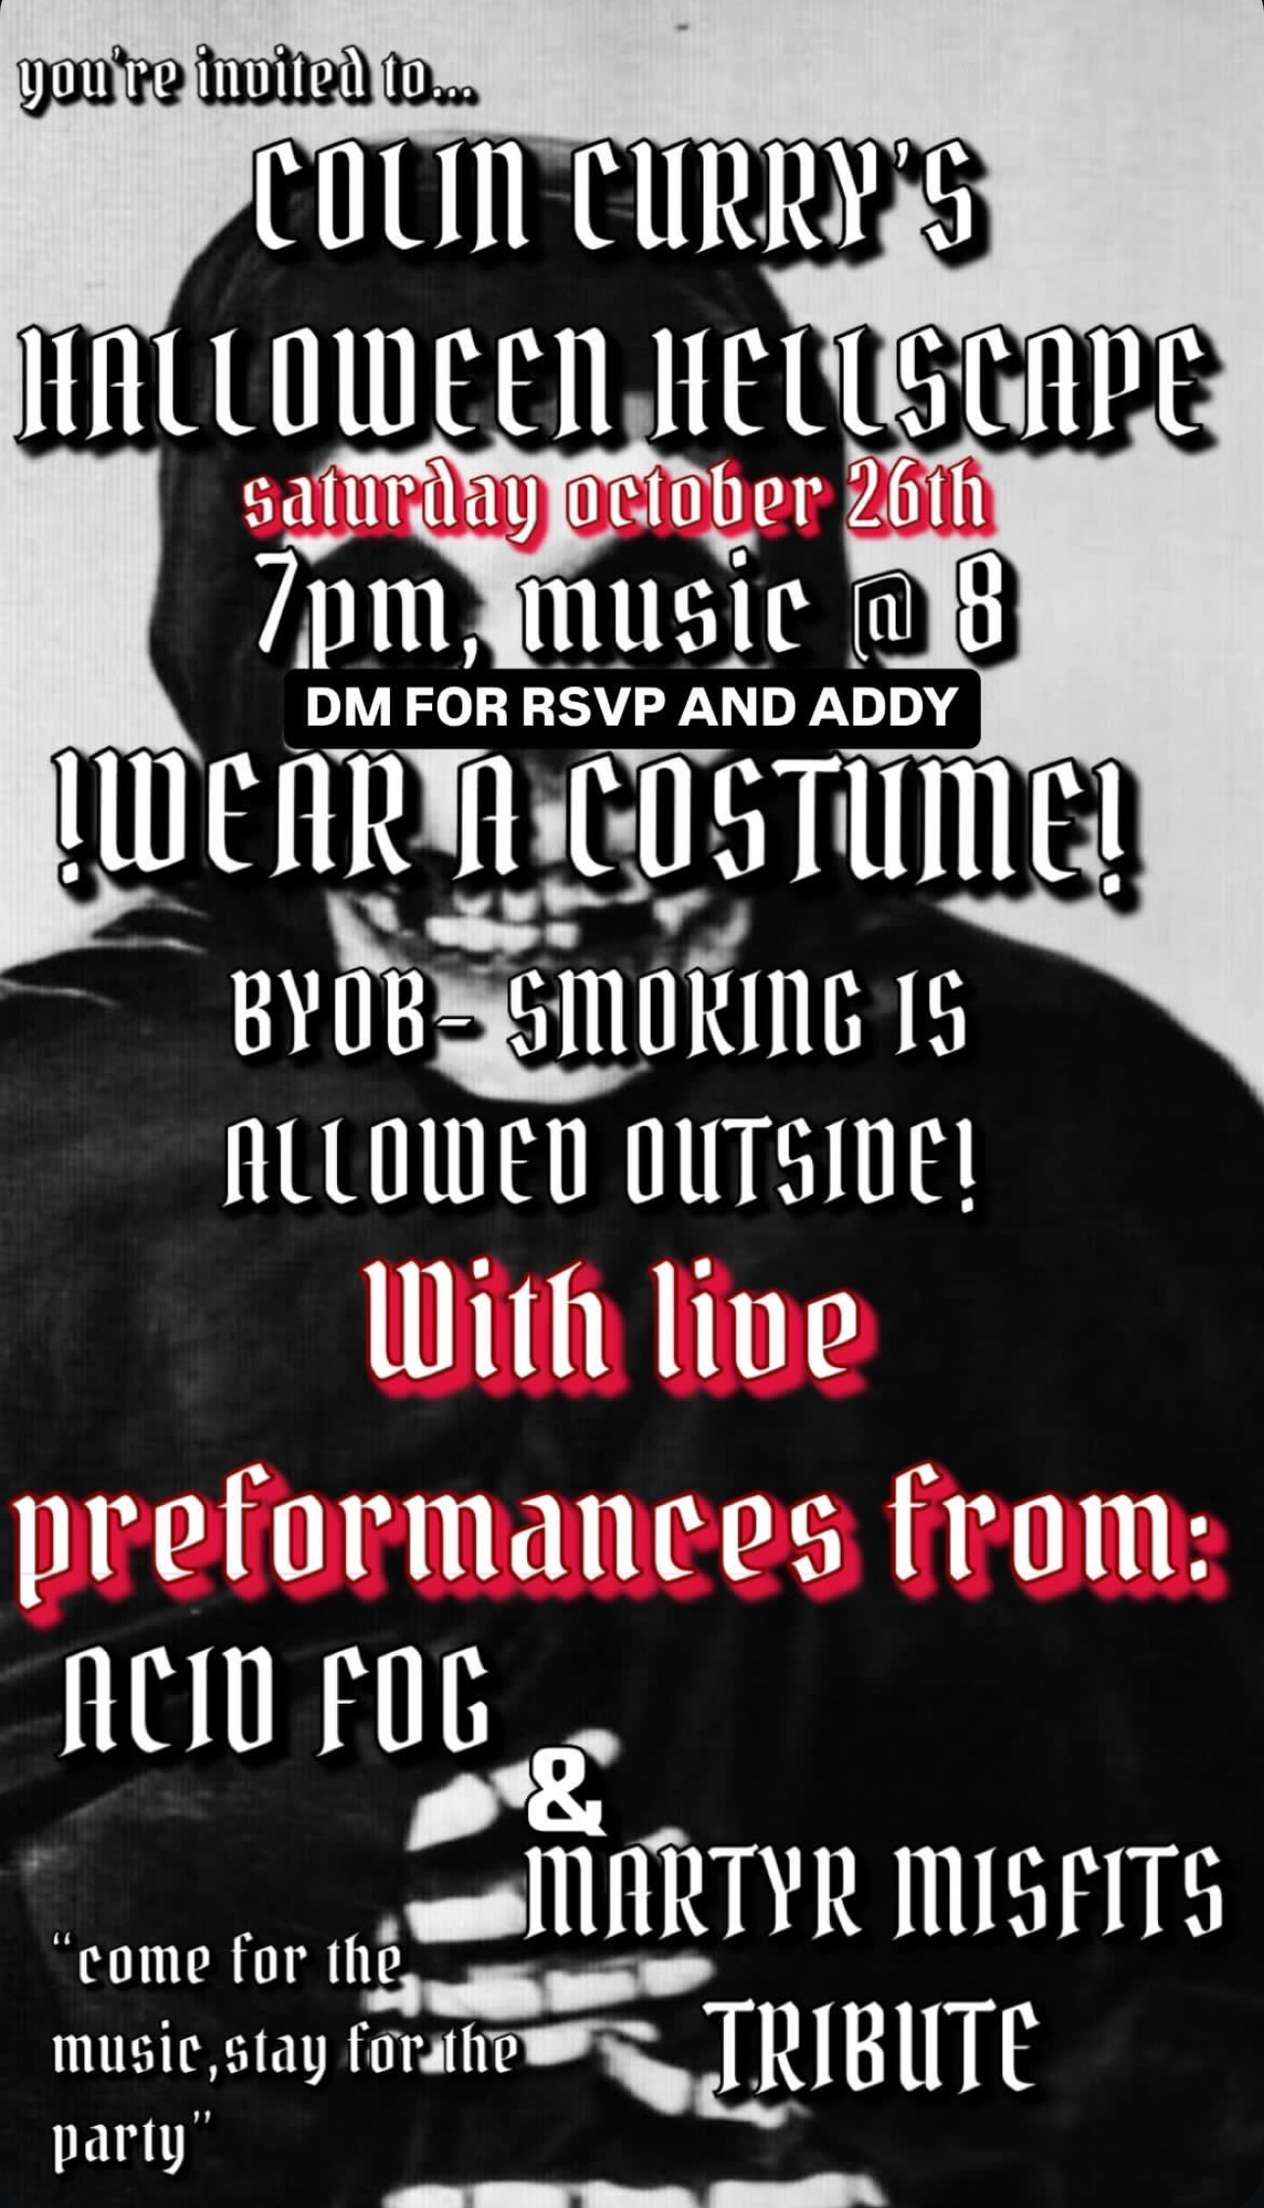 you're invited to...
COLIN CURRY'S
HALLOWEEN HELLSCAPE
saturday october 26th
7pm, music @ 8
DM FOR RSVP AND ADDY
!WEAR A COSTUME!
BYOB- SMOKING IS
ALLOWED OUTSIDE!
With live
preformances from:
ACID FOG
&
MARTYR MISFITS
TRIBUTE
"come for the
music,stay for the
party"